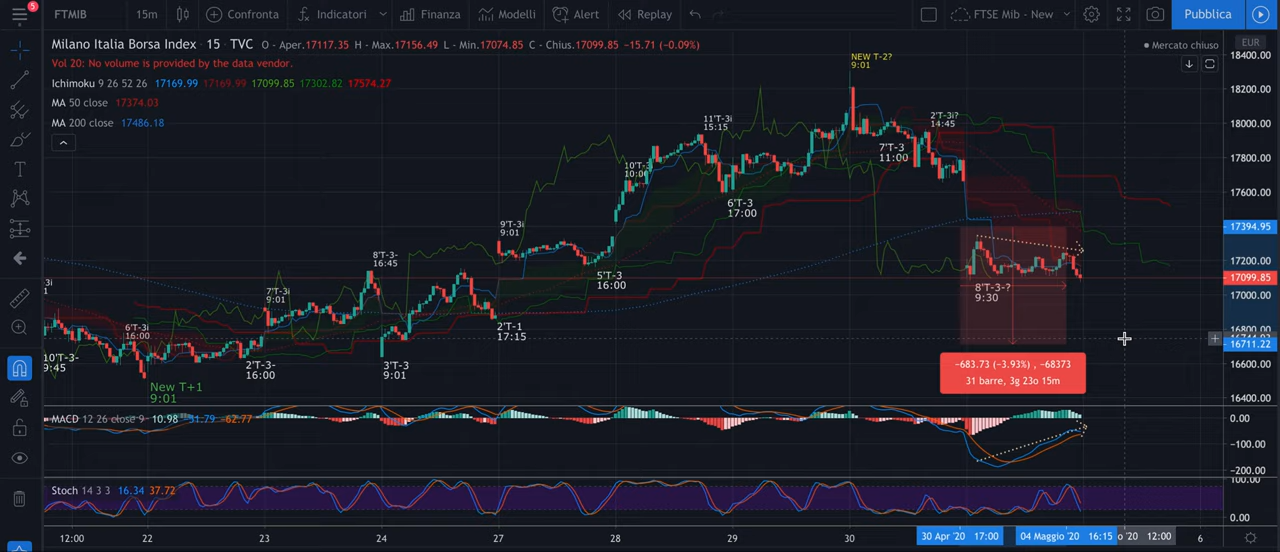 5
FTMIB 15m Confronta Indicatori Finanza Modelli Alert Replay FTSE Mib - New Pubblica
Milano Italia Borsa Index · 15 · TVC O - Aper.17117.35 H - Max.17156.49 L - Min.17074.85 C - Chius.17099.85 -15.71 (-0.09%)
Mercato chiuso
EUR
Vol 20: No volume is provided by the data vendor.
Ichimoku 9 26 52 26 17169.99 17169.99 17099.85 17302.82 17574.27
MA 50 close 17374.03
MA 200 close 17486.18
NEW T-2?
9:01
2'T-3i?
14:45
11'T-3i
15:15
10'T-3
10:06
7'T-3
11:00
6'T-3
17:00
9'T-3i
9:01
8'T-3-
16:45
5'T-3
16:00
7'T-3i
9:01
3i
01
6'T-3i
16:00
2'T-1
17:15
8'T-3-?
9:30
10'T-3-
9:45
2'T-3-
16:00
3'T-3
9:01
New T+1
9:01
-683.73 (-3.93%) , -68373
31 barre, 3g 23o 15m
18400.00
18200.00
18000.00
17800.00
17600.00
17394.95
17200.00
17099.85
17000.00
16800.00
16711.22
16600.00
16400.00
MACD 12 26 close 9 10.98 -51.79 -62.77
0.00
-100.00
-200.00
Stoch 14 3 3 16.34 37.72
100.00
0.00
12:00 22 23 24 27 28 29 30 30 Apr '20 17:00 04 Maggio '20 16:15 o '20 12:00 6